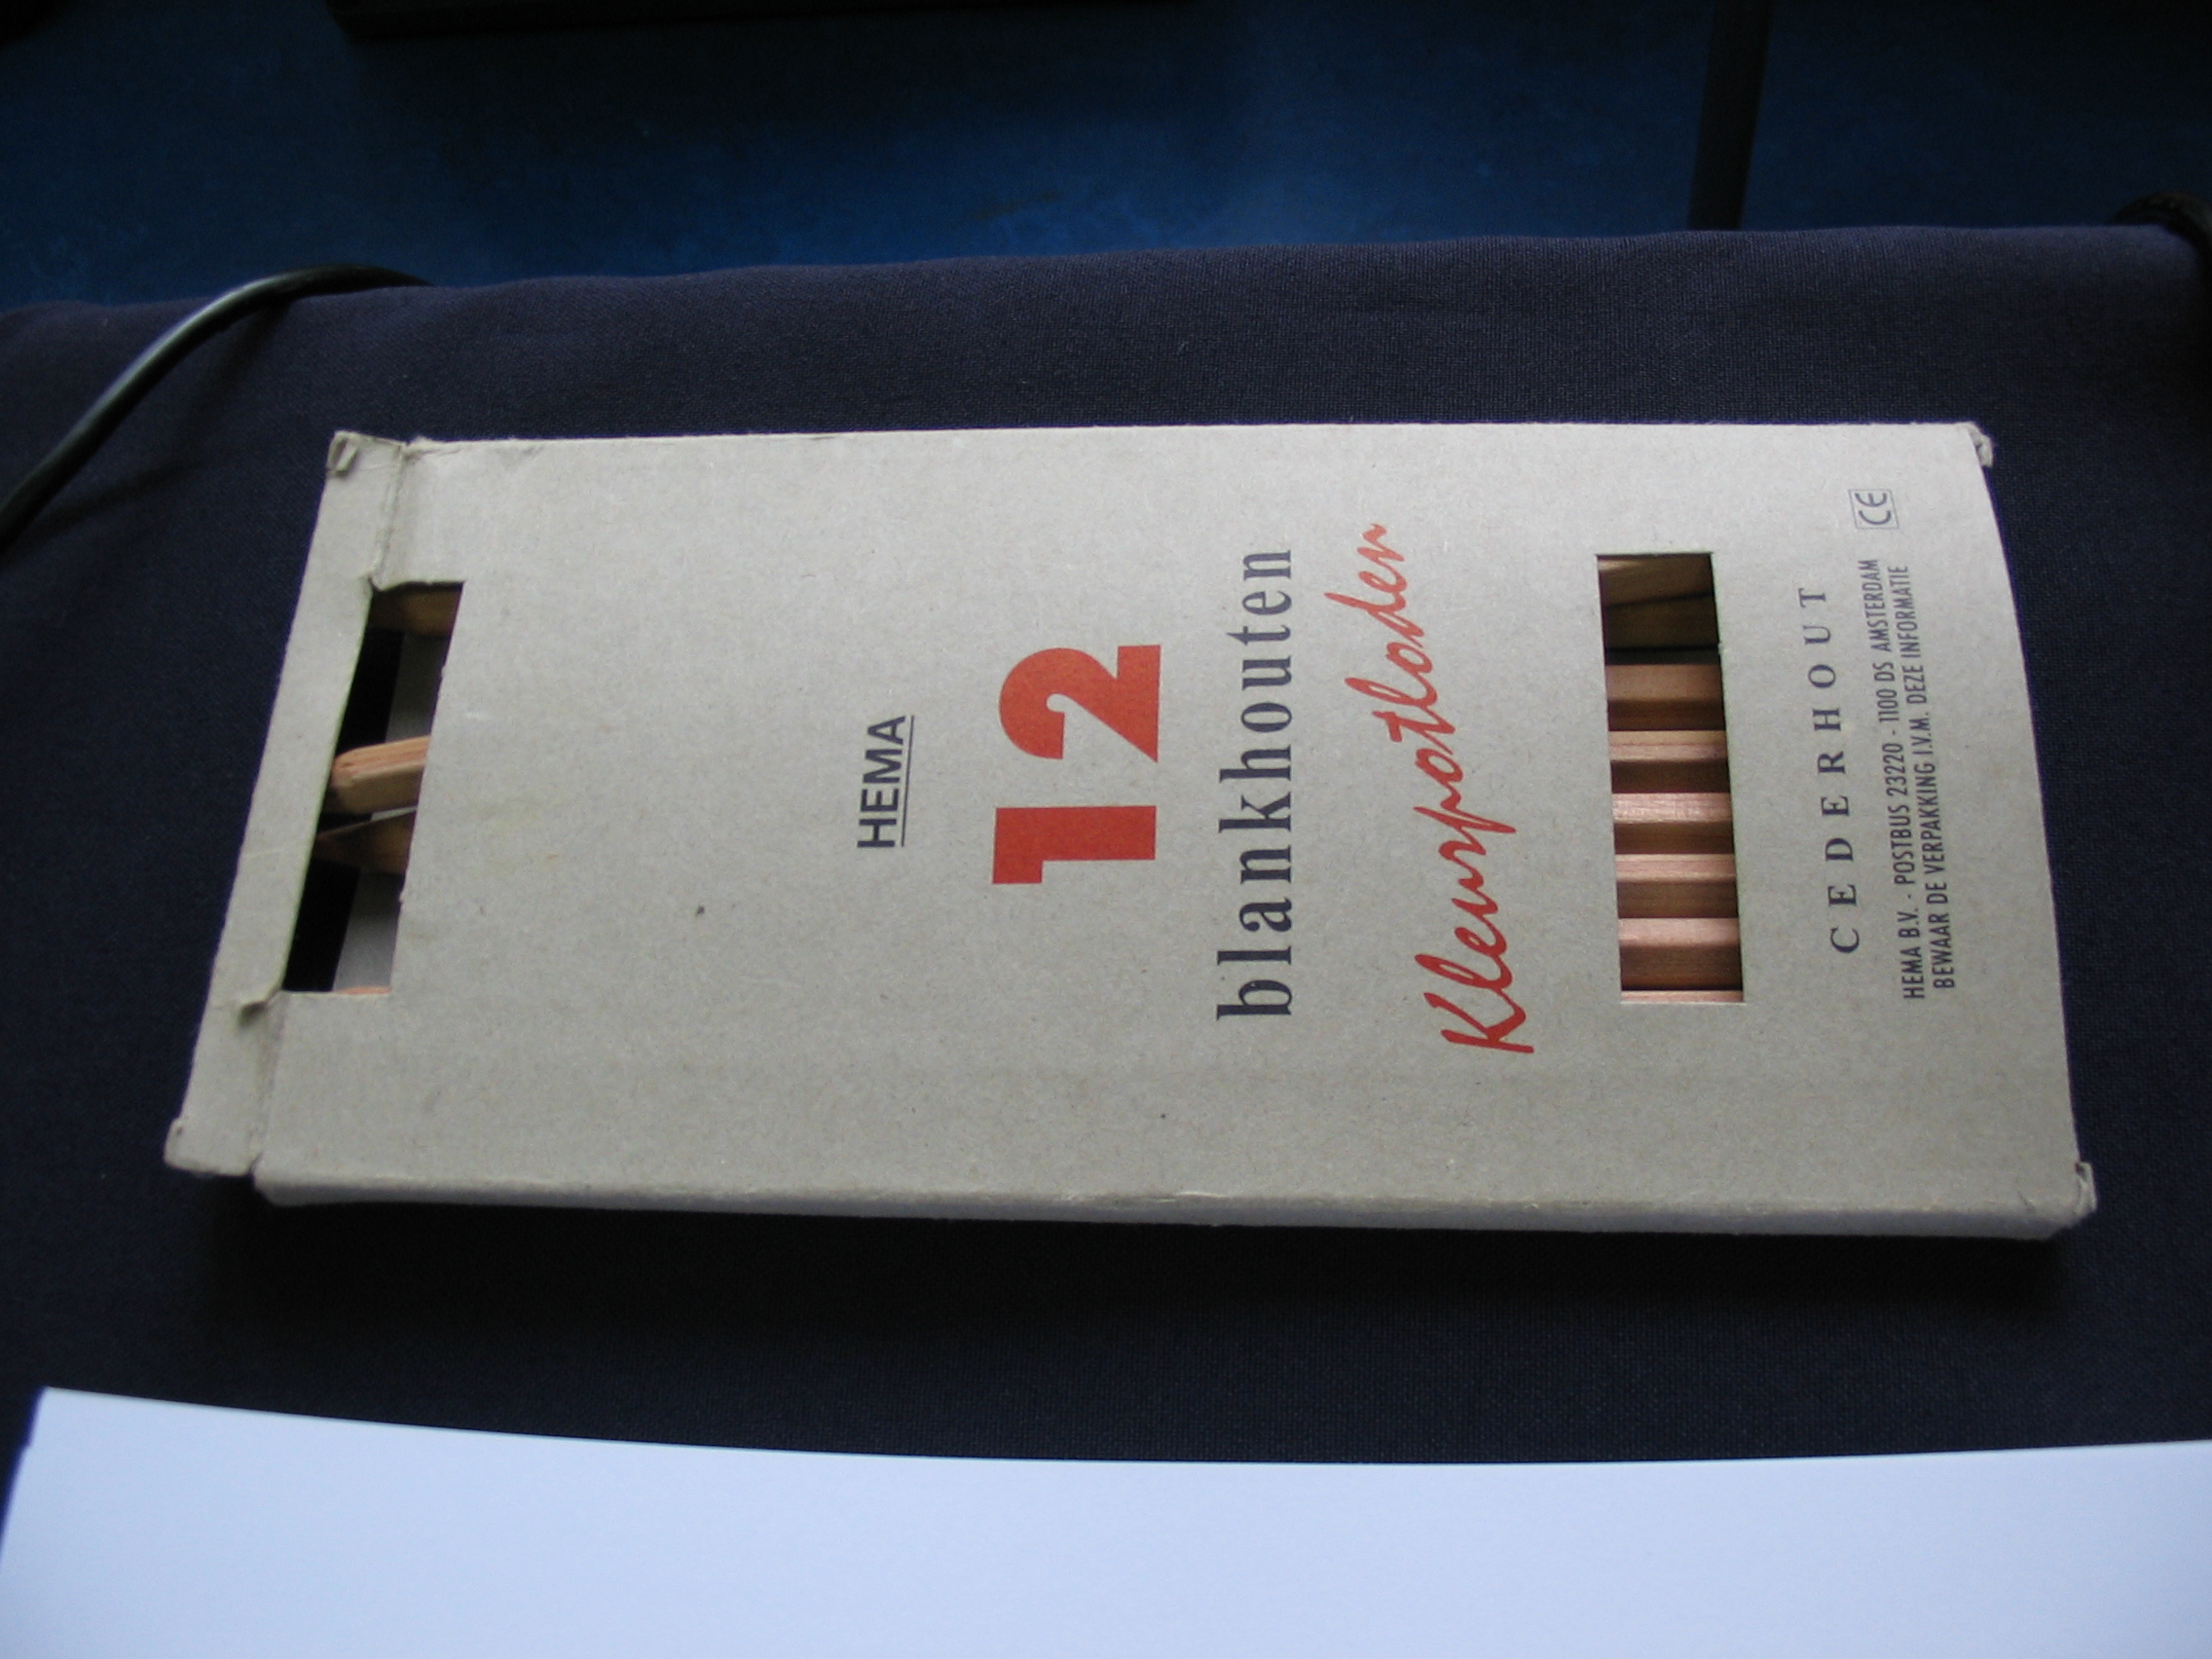 HEMA
12
blankhouten
Kleurpotloden
CEDERHOUT
HEMA B.V. - POSTBUS 23220 - 1100 DS AMSTERDAM
BEWAAR DE VERPAKKING I.V.M. DEZE INFORMATIE
CE